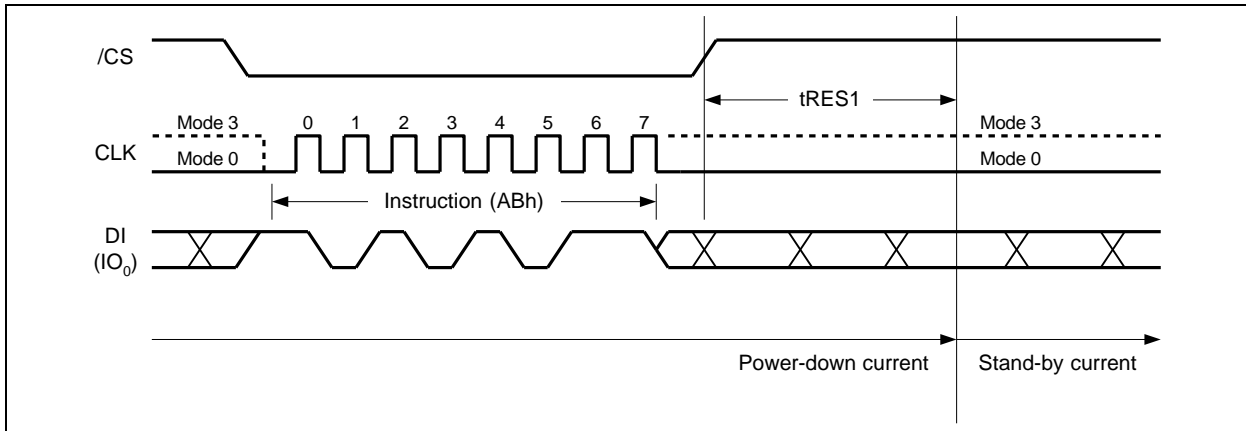 /CS
tRES1
Mode 3
0 1 2 3 4 5 6 7
Mode 3
CLK
Mode 0
Mode 0
Instruction (ABh)
DI
(IO0)
Power-down current
Stand-by current